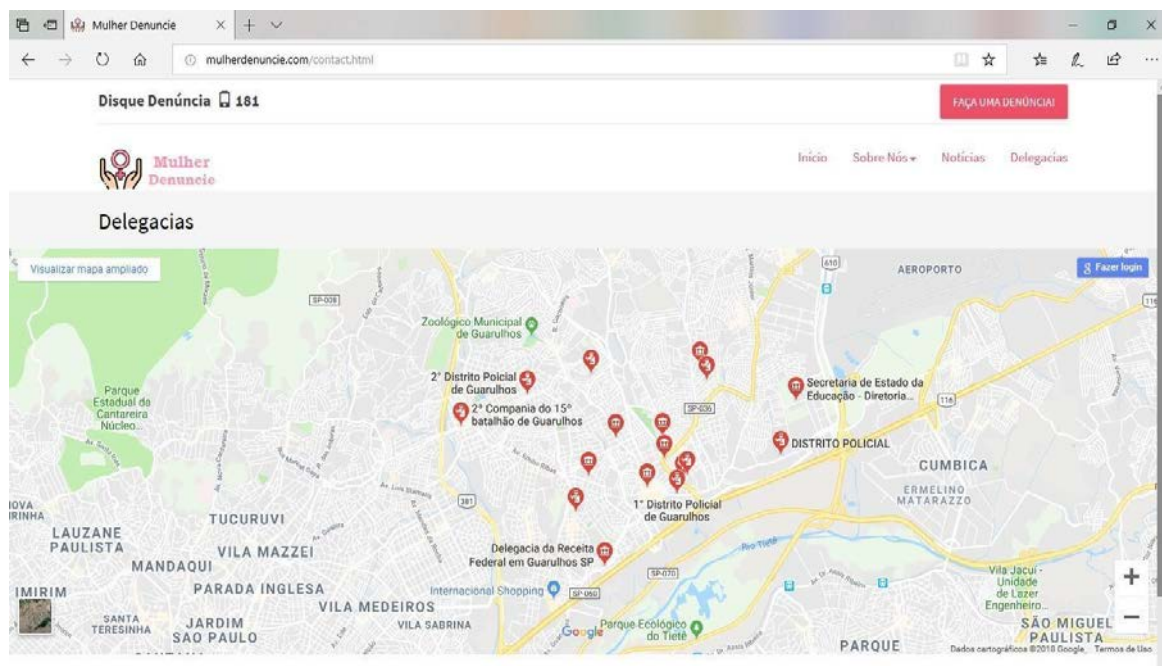 Mulher Denuncie
mulherdenuncie.com/contact.html
Disque Denúncia 181
FAÇA UMA DENÚNCIA!
Mulher
Denuncie
Início Sobre Nós Notícias Delegacias
Delegacias
Visualizar mapa ampliado
Fazer login
AEROPORTO
610
SP-008
116
Zoológico Municipal
de Guarulhos
2° Distrito Poicial
de Guarulhos
Secretaria de Estado da
Educação - Diretoria...
Parque
Estadual da
Cantareira
Núcleo...
2° Compania do 15°
batalhão de Guarulhos
SP-036
116
DISTRITO POLICIAL
CUMBICA
ERMELINO
MATARAZZO
381
1° Distrito Policial
de Guarulhos
TUCURUVI
LAUZANE
PAULISTA
VILA MAZZEI
Delegacia da Receita
Federal em Guarulhos SP
Rio Tietê
MANDAQUI
SP-070
Vila Jacuí -
Unidade
de Lazer
Engenheiro...
IMIRIM
PARADA INGLESA
Internacional Shopping
VILA MEDEIROS
SANTA
TERESINHA
JARDIM
SAO PAULO
VILA SABRINA
Google
Parque Ecológico
do Tietê
SÃO MIGUEL
PAULISTA
PARQUE
Dados cartográficos ©2018 Google Termos de Uso